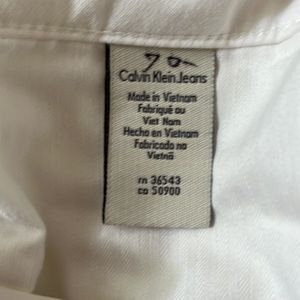 Calvin Klein Jeans
Made in Vietnam
Fabriqué au
Viet Nam
Hecho en Vietnam
Fabricado no
Vietnã
rn 36543
ca 50900